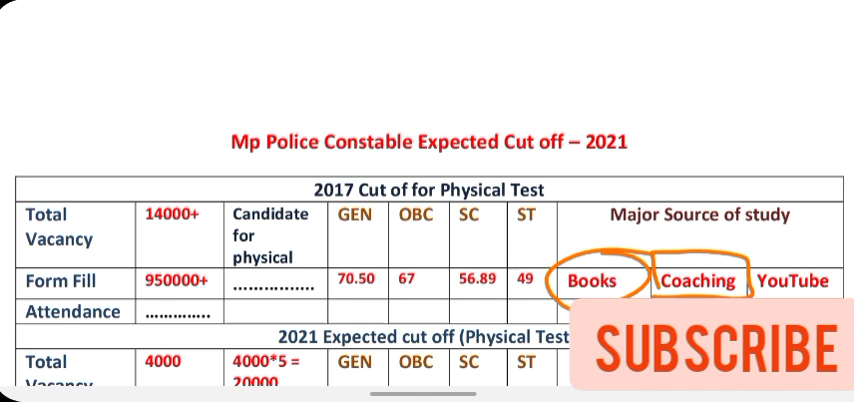 Mp Police Constable Expected Cut off – 2021
2017 Cut of for Physical Test
Total 14000+ Candidate GEN OBC SC ST Major Source of study
Vacancy for
physical
Form Fill 950000+ ................ 70.50 67 56.89 49 Books Coaching YouTube
Attendance .............
2021 Expected cut off (Physical Test
Total 4000 4000*5 = GEN OBC SC ST
Vacancy 20000
SUBSCRIBE